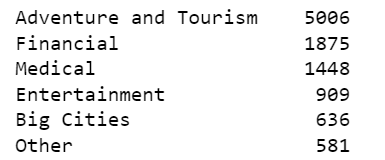 Adventure and Tourism 5006
Financial 1875
Medical 1448
Entertainment 909
Big Cities 636
Other 581